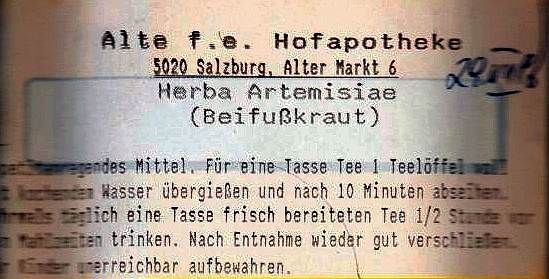 Alte f.e. Hofapotheke
5020 Salzburg, Alter Markt 6
Herba Artemisiae
(Beifußkraut)
Mittel. Für eine Tasse Tee 1 Teelöffel voll
kochendem Wasser übergießen und nach 10 Minuten abseihen.
täglich eine Tasse frisch bereiteten Tee 1/2 Stunde vor
Mahlzeiten trinken. Nach Entnahme wieder gut verschließen.
Kinder unerreichbar aufbewahren.